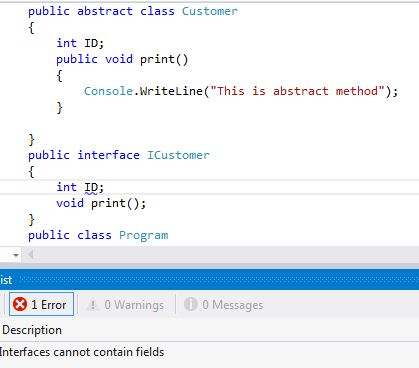 public abstract class Customer
{
int ID;
public void print()
{
Console.WriteLine("This is abstract method");
}
}
public interface ICustomer
{
int ID;
void print();
}
public class Program
ist
1 Error
0 Warnings
0 Messages
Description
Interfaces cannot contain fields